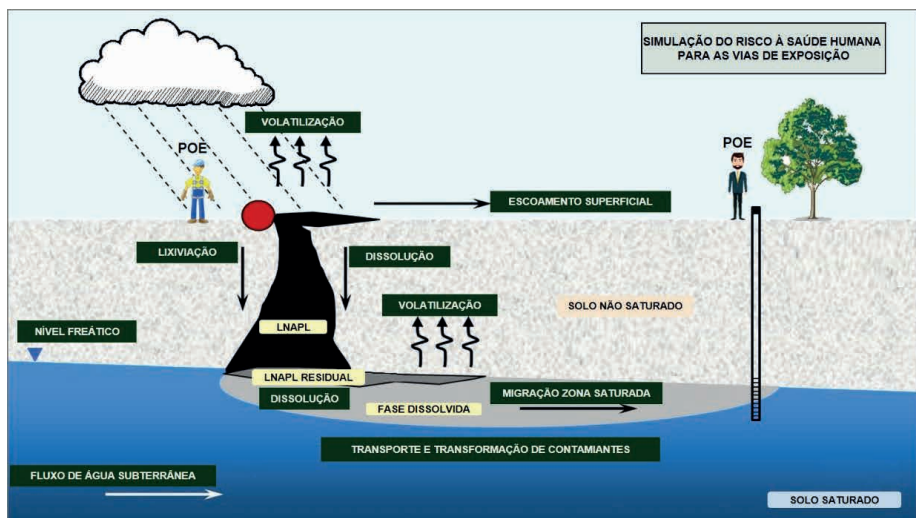 SIMULAÇÃO DO RISCO À SAÚDE HUMANA
PARA AS VIAS DE EXPOSIÇÃO
VOLATILIZAÇÃO
POE
POE
ESCOAMENTO SUPERFICIAL
LIXIVIAÇÃO
DISSOLUÇÃO
VOLATILIZAÇÃO
SOLO NÃO SATURADO
NÍVEL FREÁTICO
LNAPL
LNAPL RESIDUAL
DISSOLUÇÃO
MIGRAÇÃO ZONA SATURADA
FASE DISSOLVIDA
TRANSPORTE E TRANSFORMAÇÃO DE CONTAMIANTES
FLUXO DE ÁGUA SUBTERRÂNEA
SOLO SATURADO